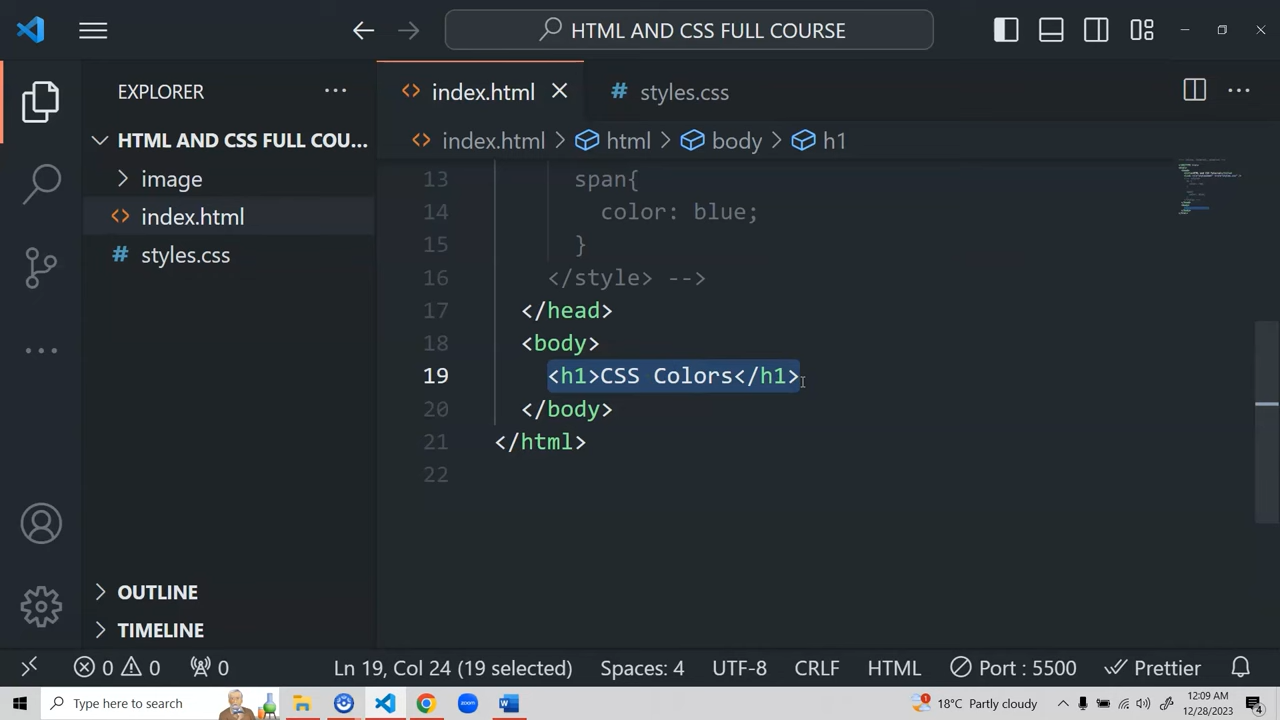 HTML AND CSS FULL COURSE
EXPLORER
index.html
styles.css
HTML AND CSS FULL COU...
index.html > html > body > h1
image
index.html
styles.css
13 span{
14 color: blue;
15 }
16 </style> -->
17 </head>
18 <body>
19 <h1>CSS Colors</h1>
20 </body>
21 </html>
22
OUTLINE
TIMELINE
0 0 0 Ln 19, Col 24 (19 selected) Spaces: 4 UTF-8 CRLF HTML Port : 5500 Prettier
Type here to search zoom W 1 18°C Partly cloudy 12:09 AM
12/28/2023 4